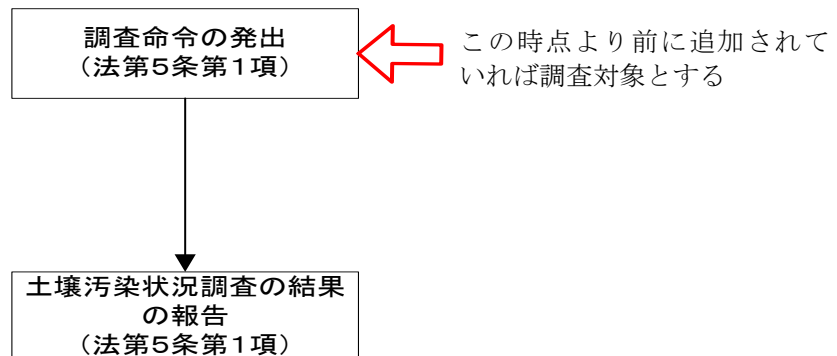 調査命令の発出
（法第5条第1項）
この時点より前に追加されて
いれば調査対象とする
土壌汚染状況調査の結果
の報告
（法第5条第1項）